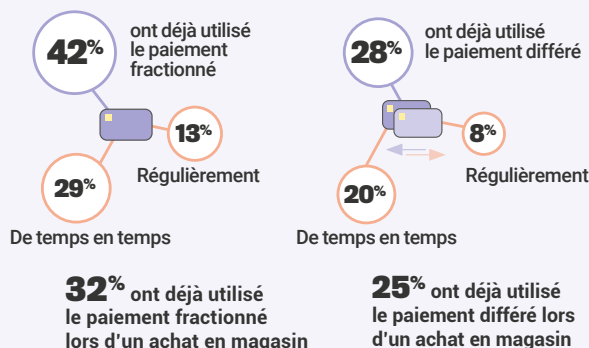 42%
ont déjà utilisé
le paiement
fractionné
13%
Régulièrement
29%
De temps en temps
32% ont déjà utilisé
le paiement fractionné
lors d'un achat en magasin
28%
ont déjà utilisé
le paiement différé
8%
Régulièrement
20%
De temps en temps
25% ont déjà utilisé
le paiement différé lors
d'un achat en magasin